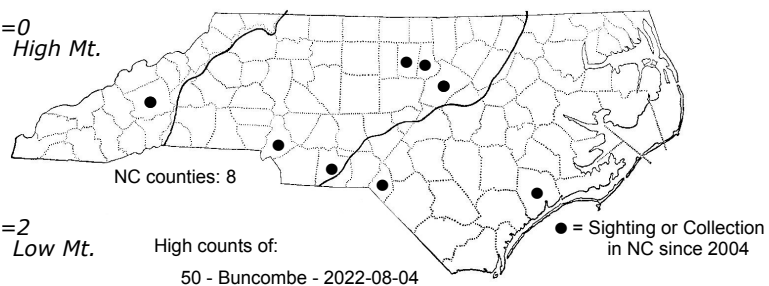 =0
High Mt.
NC counties: 8
=2
Low Mt.
High counts of:
50 - Buncombe - 2022-08-04
● = Sighting or Collection
in NC since 2004